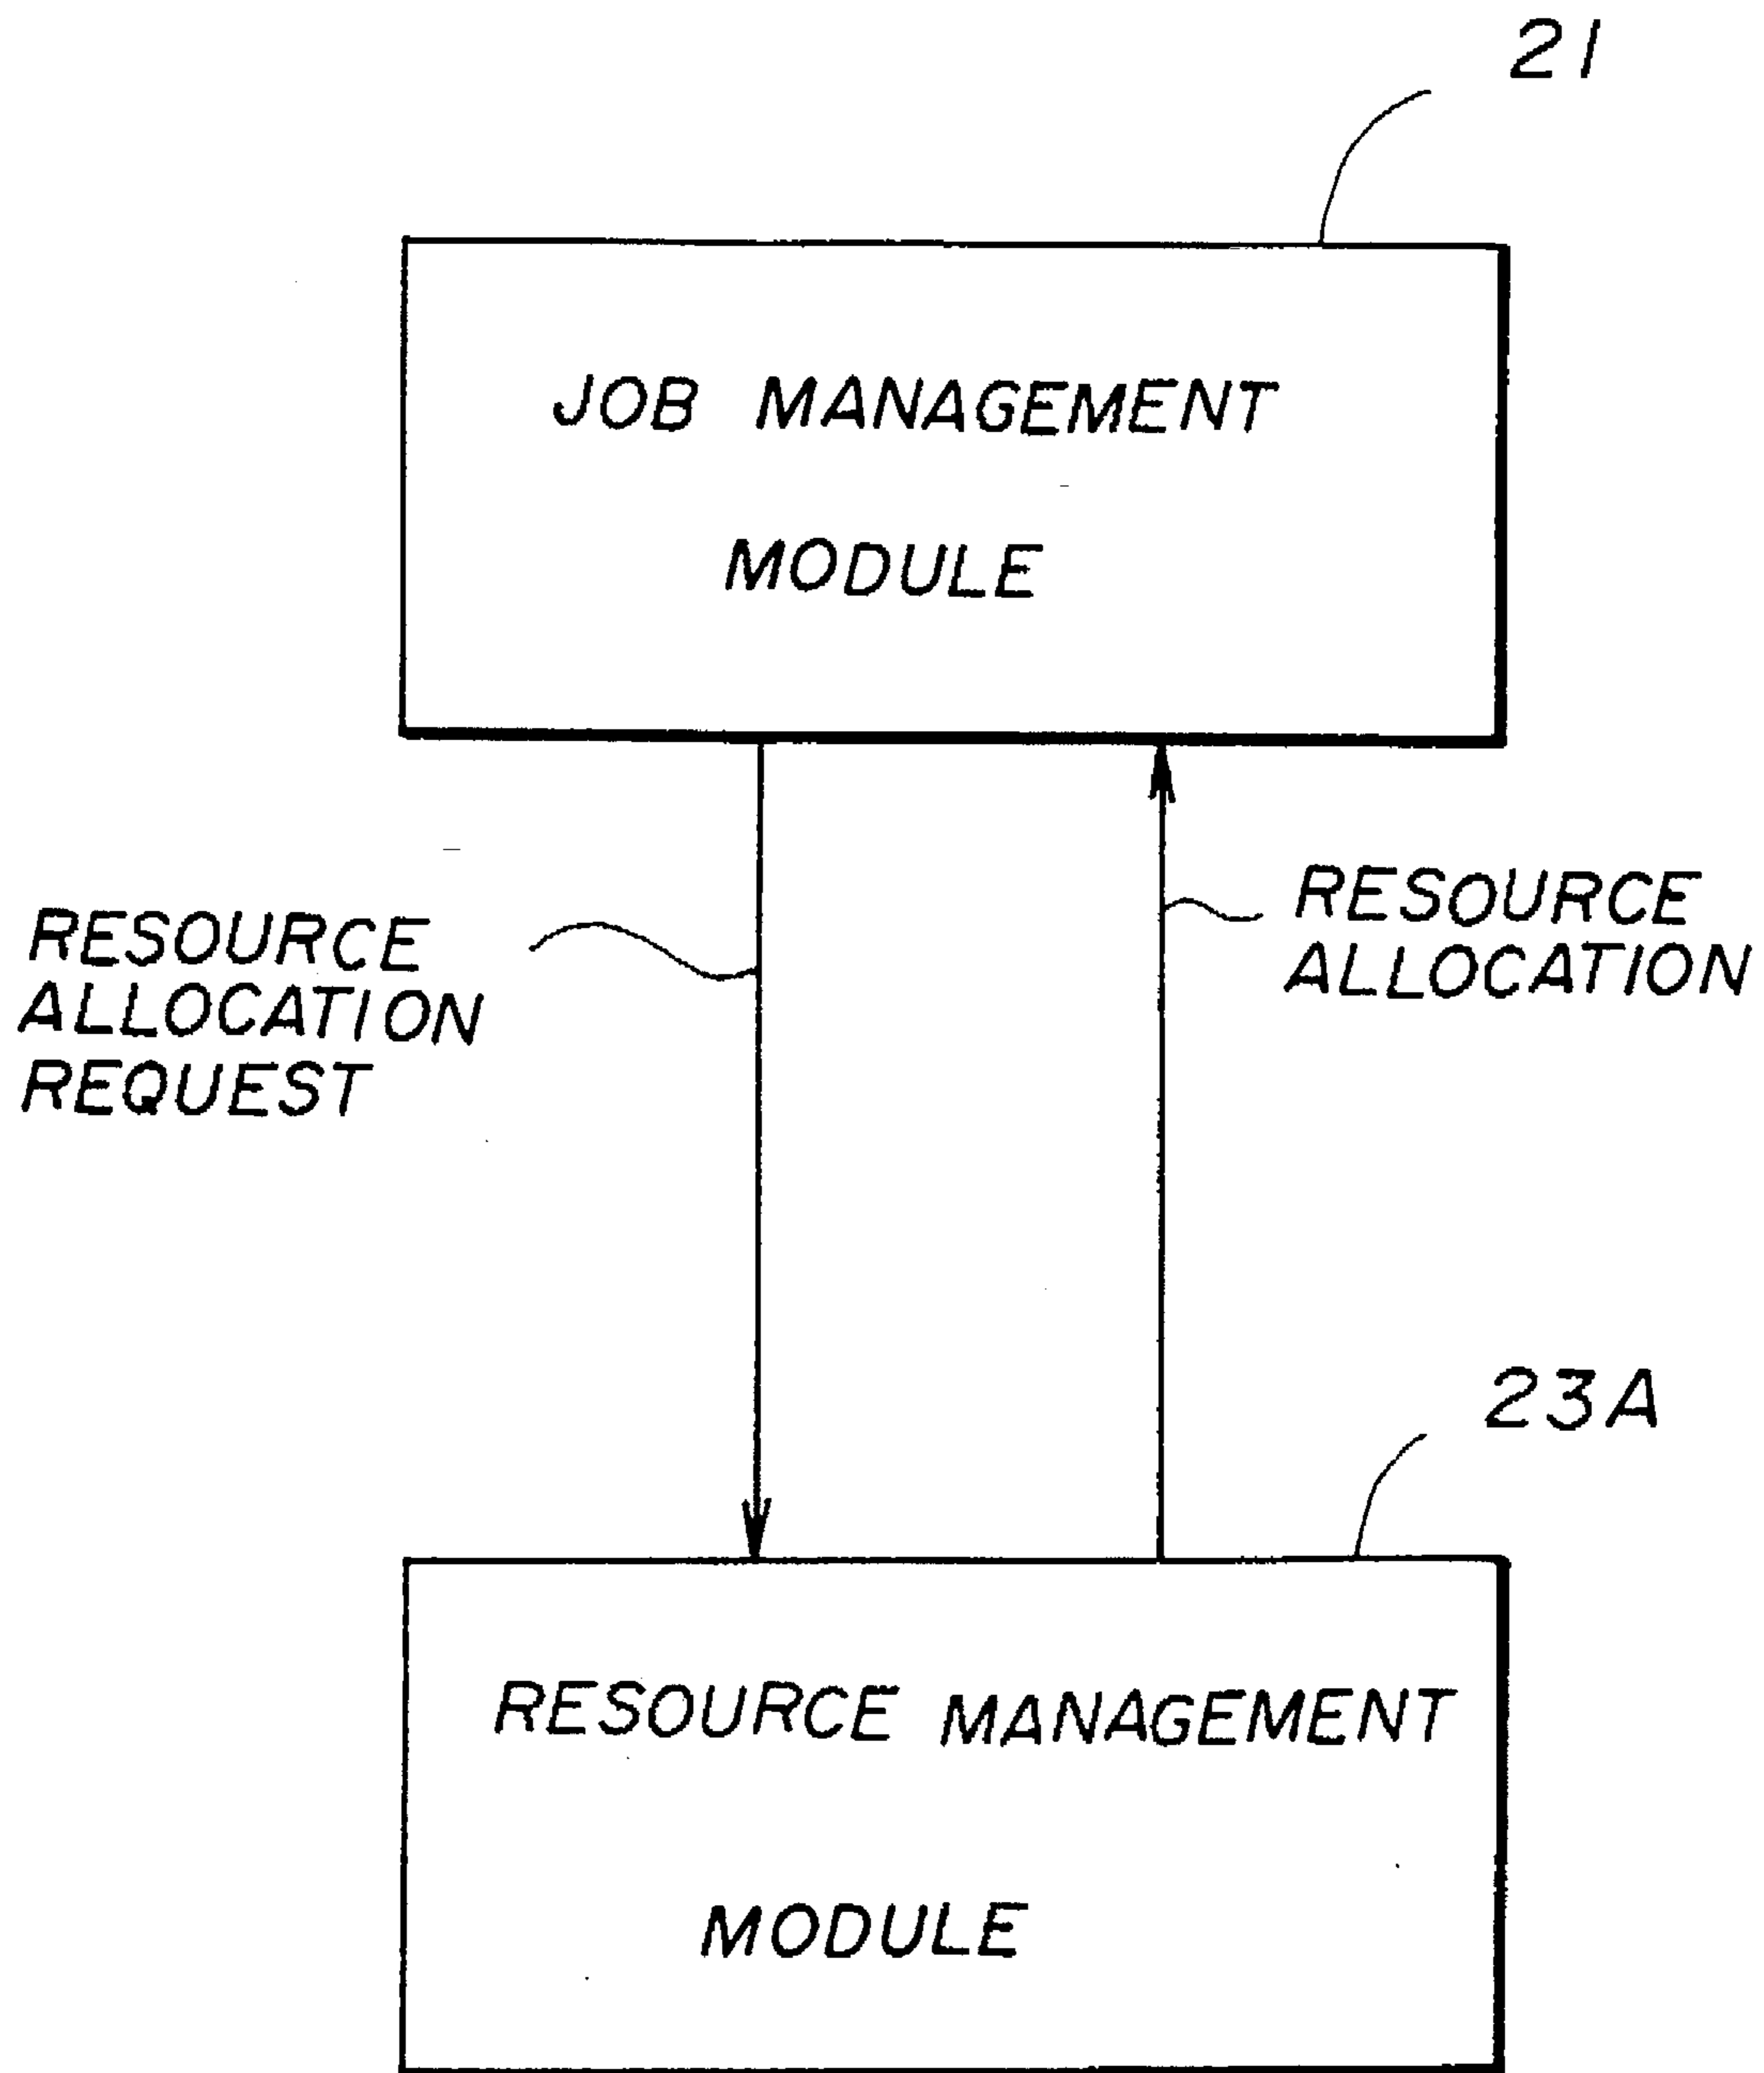 21
JOB MANAGEMENT
MODULE
RESOURCE
ALLOCATION
REQUEST
RESOURCE
ALLOCATION
23A
RESOURCE MANAGEMENT
MODULE